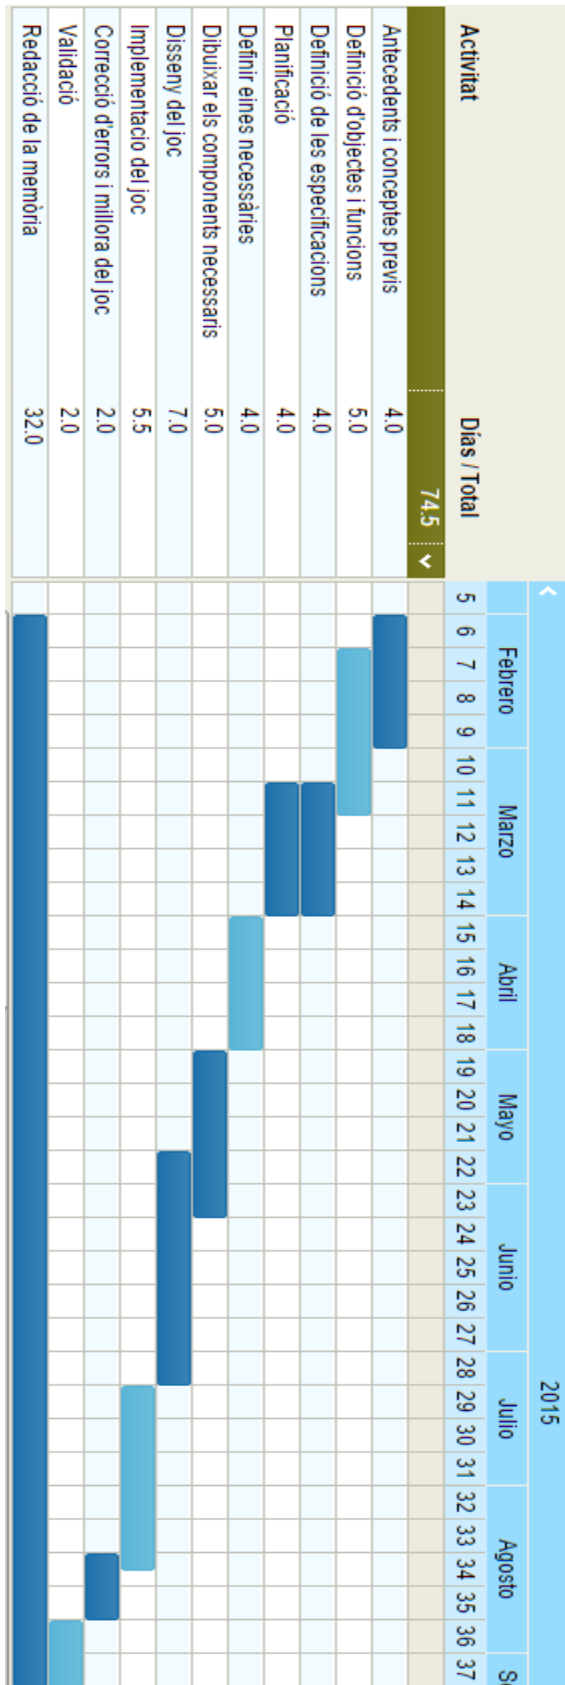 2015
Febrero Marzo Abril Mayo Junio Julio Agosto Se
Activitat Días / Total 5 6 7 8 9 10 11 12 13 14 15 16 17 18 19 20 21 22 23 24 25 26 27 28 29 30 31 32 33 34 35 36 37
74.5
Antecedents i conceptes previs 4.0
Definició d'objectes i funcions 5.0
Definició de les especificacions 4.0
Planificació 4.0
Definir eines necessàries 4.0
Dibuixar els components necessaris 5.0
Disseny del joc 7.0
Implementacio del joc 5.5
Correcció d'errors i millora del joc 2.0
Validació 2.0
Redacció de la memòria 32.0